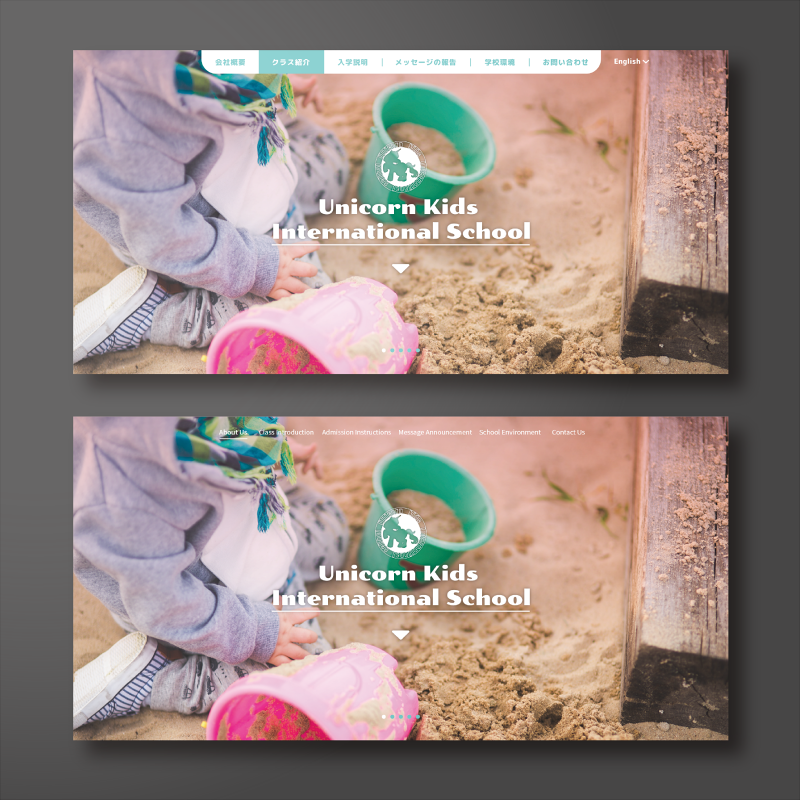 会社概要 クラス紹介 入学説明 メッセージの報告 学校環境 お問い合わせ English
Unicorn Kids
International School
About Us Class Introduction Admission Instructions Message Announcement School Environment Contact Us
Unicorn Kids
International School